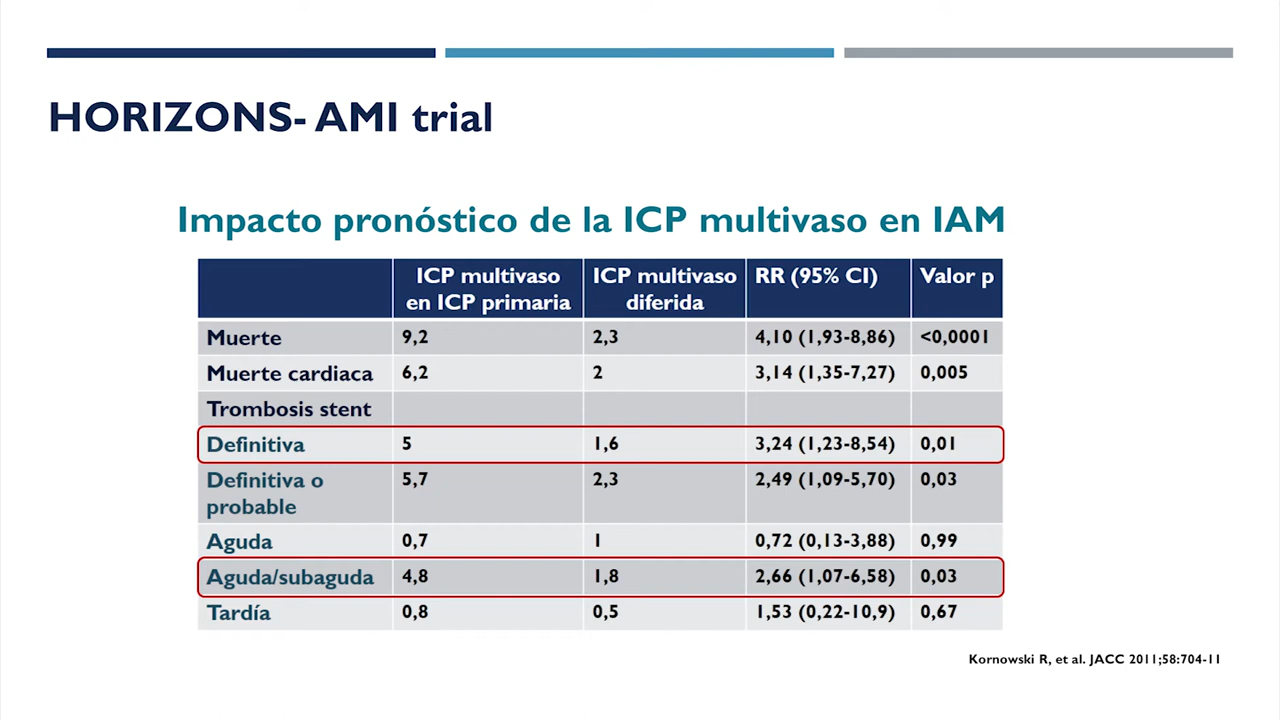 HORIZONS- AMI trial
Impacto pronóstico de la ICP multivaso en IAM
ICP multivaso en ICP primaria ICP multivaso diferida RR (95% CI) Valor p
Muerte 9,2 2,3 4,10 (1,93-8,86) <0,0001
Muerte cardiaca 6,2 2 3,14 (1,35-7,27) 0,005
Trombosis stent
Definitiva 5 1,6 3,24 (1,23-8,54) 0,01
Definitiva o probable 5,7 2,3 2,49 (1,09-5,70) 0,03
Aguda 0,7 1 0,72 (0,13-3,88) 0,99
Aguda/subaguda 4,8 1,8 2,66 (1,07-6,58) 0,03
Tardía 0,8 0,5 1,53 (0,22-10,9) 0,67
Kornowski R, et al. JACC 2011;58:704-11